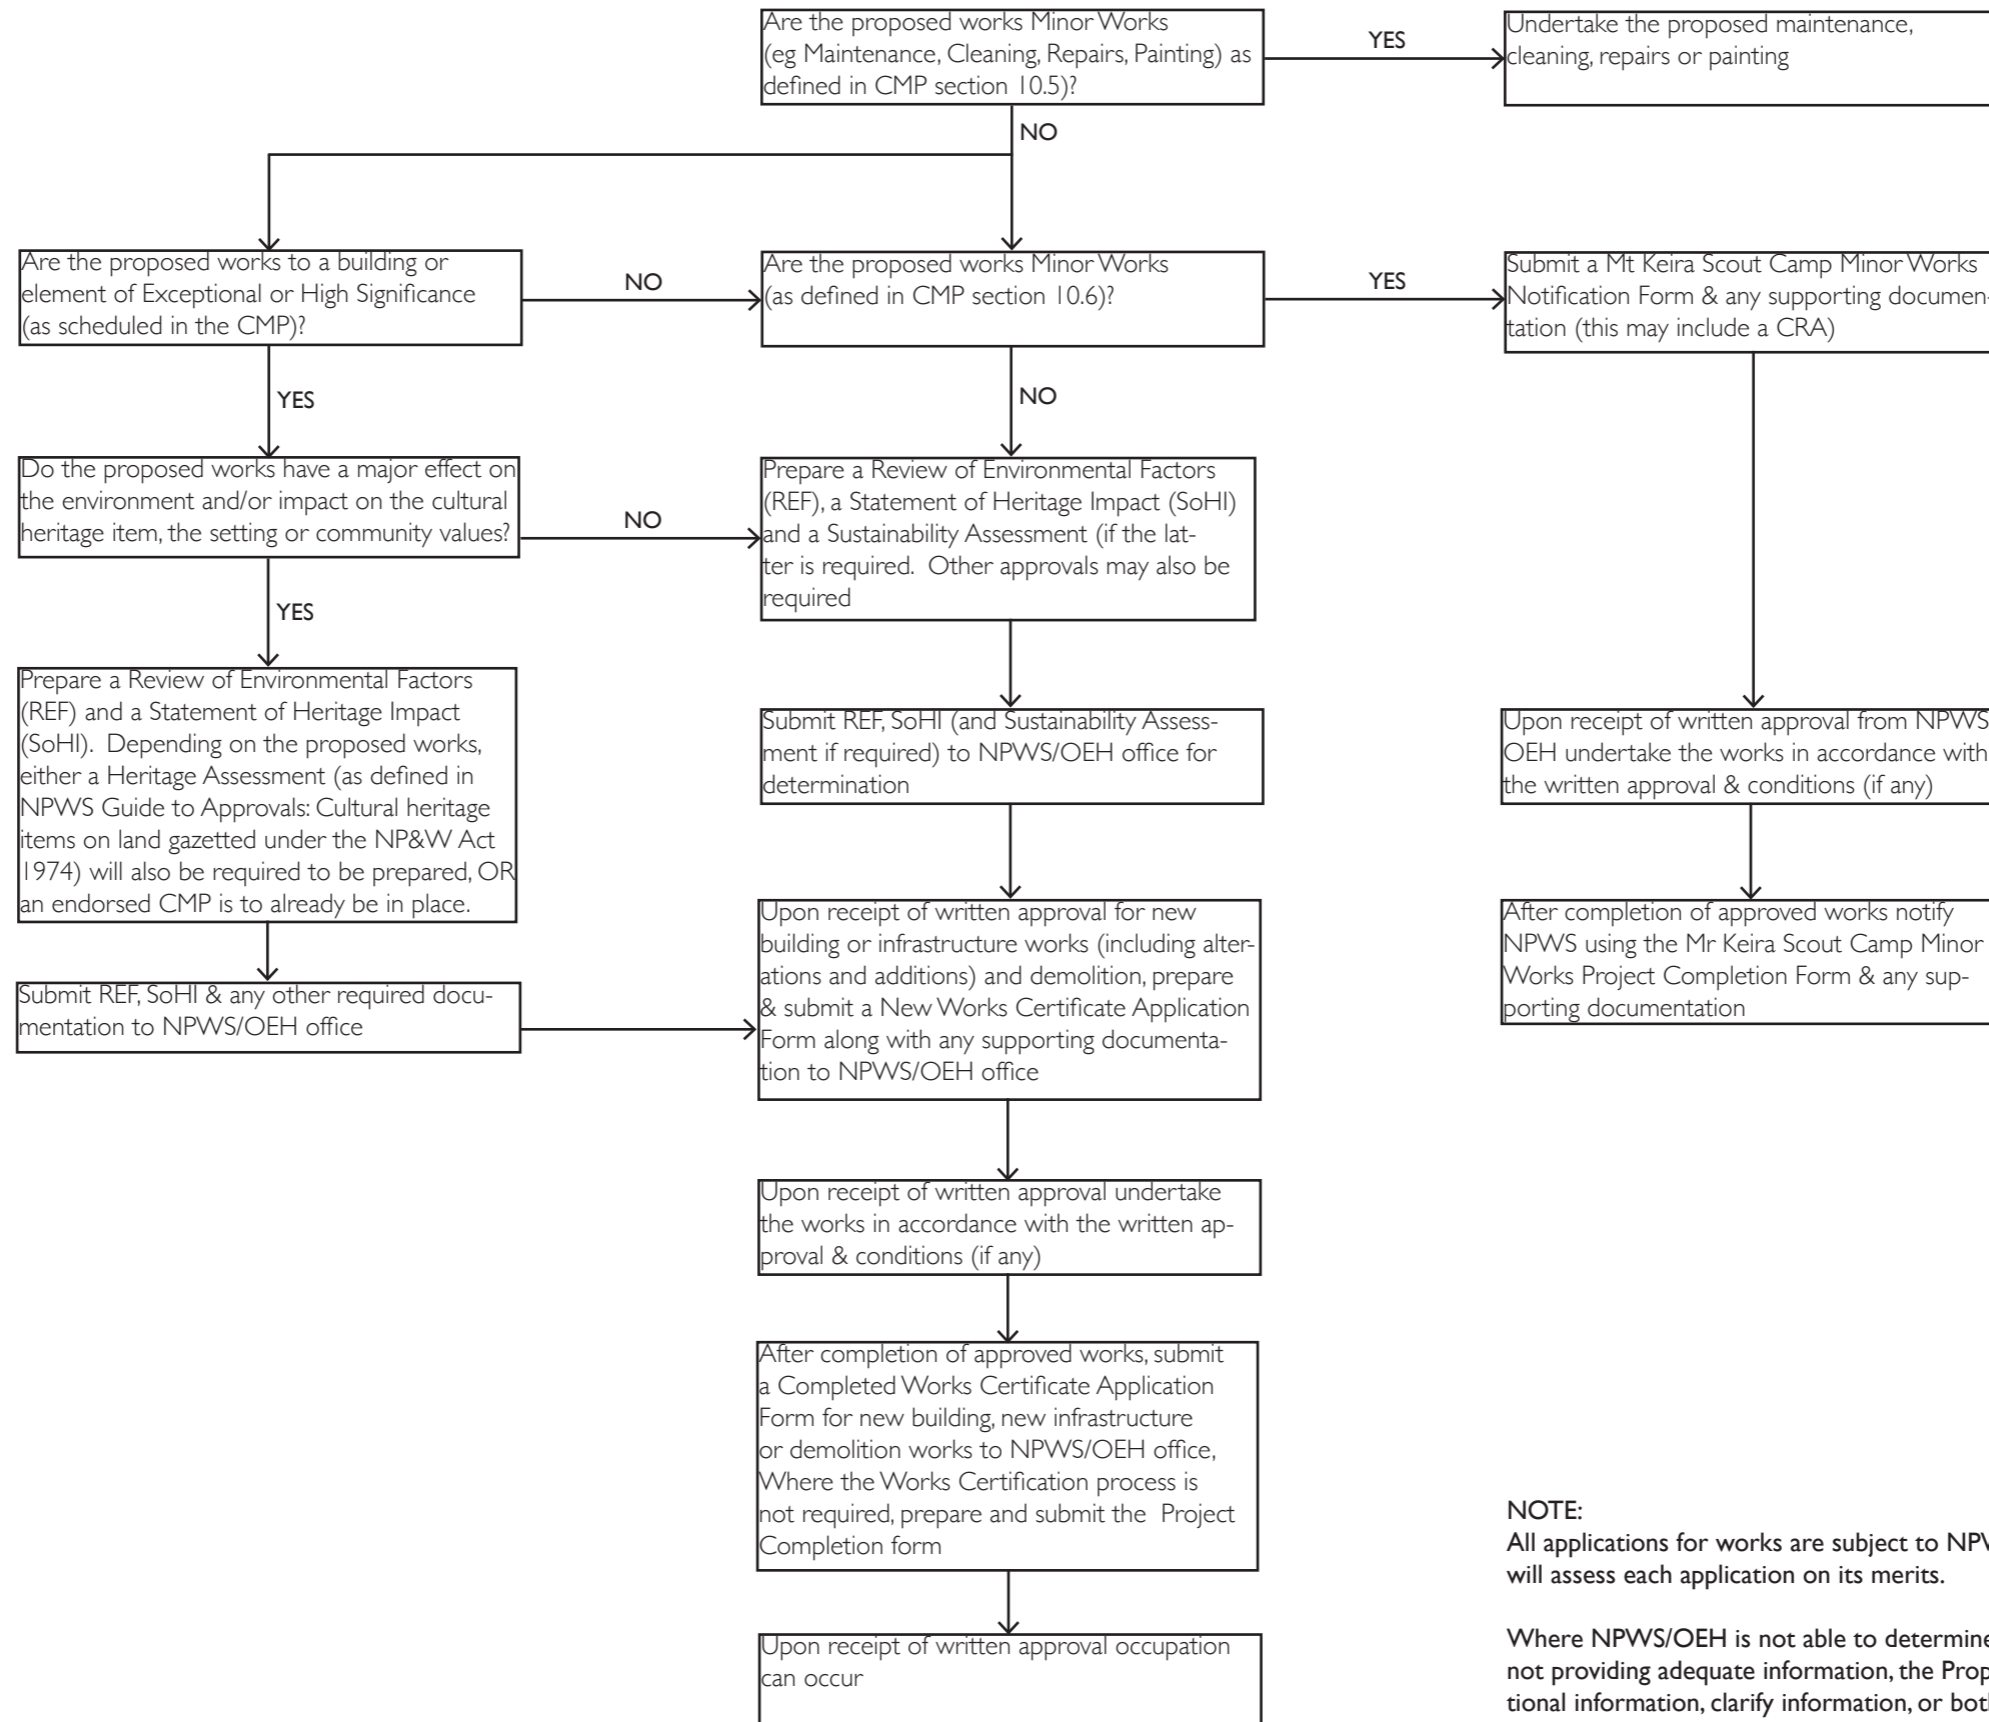 Are the proposed works Minor Works
(eg Maintenance, Cleaning, Repairs, Painting) as
defined in CMP section 10.5)?
YES
Undertake the proposed maintenance,
cleaning, repairs or painting
NO
Are the proposed works to a building or
element of Exceptional or High Significance
(as scheduled in the CMP)?
NO
Are the proposed works Minor Works
(as defined in CMP section 10.6)?
YES
Submit a Mt Keira Scout Camp Minor Works
Notification Form & any supporting documen-
tation (this may include a CRA)
YES
NO
Do the proposed works have a major effect on
the environment and/or impact on the cultural
heritage item, the setting or community values?
NO
Prepare a Review of Environmental Factors
(REF), a Statement of Heritage Impact (SoHI)
and a Sustainability Assessment (if the lat-
ter is required.  Other approvals may also be
required
YES
Prepare a Review of Environmental Factors
(REF) and a Statement of Heritage Impact
(SoHI).  Depending on the proposed works,
either a Heritage Assessment (as defined in
NPWS Guide to Approvals: Cultural heritage
items on land gazetted under the NP&W Act
1974) will also be required to be prepared, OR
an endorsed CMP is to already be in place.
Submit REF, SoHI (and Sustainability Assess-
ment if required) to NPWS/OEH office for
determination
Upon receipt of written approval from NPWS
OEH undertake the works in accordance with
the written approval & conditions (if any)
Submit REF, SoHI & any other required docu-
mentation to NPWS/OEH office
Upon receipt of written approval for new
building or infrastructure works (including alter-
ations and additions) and demolition, prepare
& submit a New Works Certificate Application
Form along with any supporting documenta-
tion to NPWS/OEH office
After completion of approved works notify
NPWS using the Mr Keira Scout Camp Minor
Works Project Completion Form & any sup-
porting documentation
Upon receipt of written approval undertake
the works in accordance with the written ap-
proval & conditions (if any)
After completion of approved works, submit
a Completed Works Certificate Application
Form for new building, new infrastructure
or demolition works to NPWS/OEH office,
Where the Works Certification process is
not required, prepare and submit the  Project
Completion form
Upon receipt of written approval occupation
can occur
NOTE:
All applications for works are subject to
will assess each application on its merits.
Where NPWS/OEH is not able to determine
not providing adequate information, the
tional information, clarify information, or both